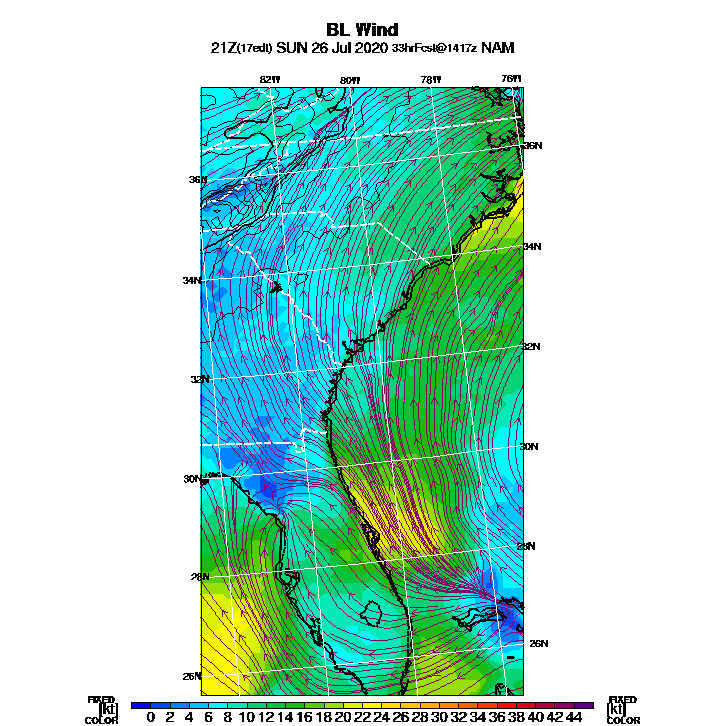 BL Wind
21Z(17edt) SUN 26 Jul 2020 33hrFcst@1417z NAM
82W 80W 78W 76W
36N
36N
34N
34N
32N
32N
30N
30N
28N
28N
26N
26N
FIXED FIXED
[kt] 0 2 4 6 8 10 12 14 16 18 20 22 24 26 28 30 32 34 36 38 40 42 44 [kt]
COLOR COLOR